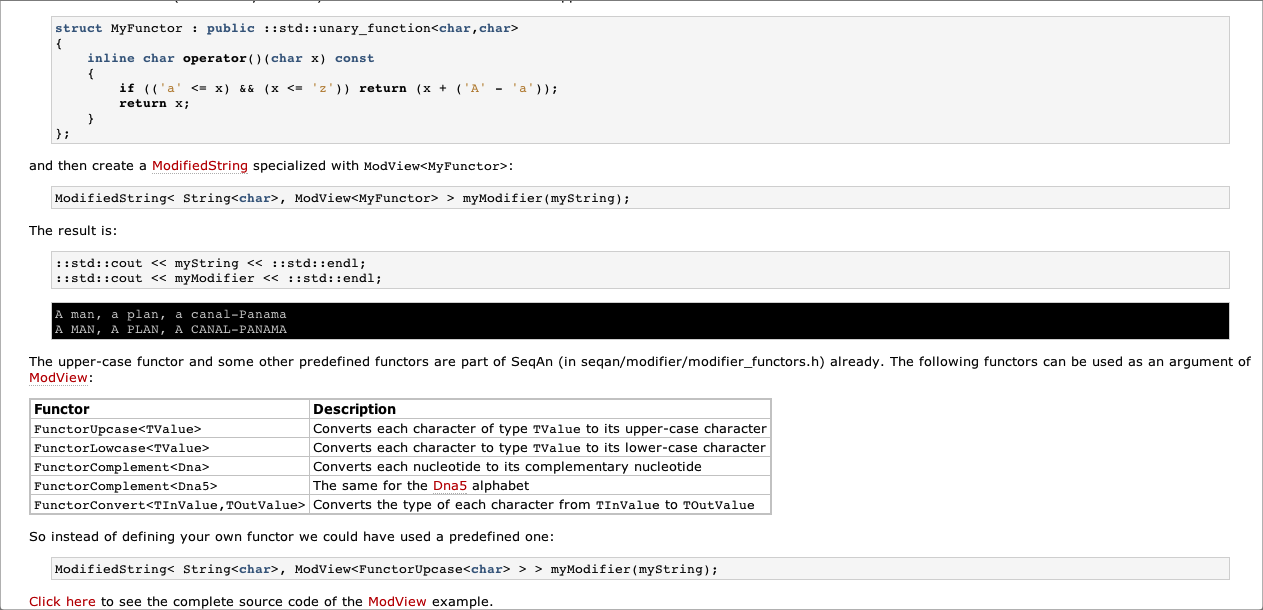 struct MyFunctor : public ::std::unary_function<char,char>
{
    inline char operator()(char x) const
    {
        if (('a' <= x) && (x <= 'z')) return (x + ('A' - 'a'));
        return x;
    }
};
and then create a ModifiedString specialized with ModView<MyFunctor>:
ModifiedString< String<char>, ModView<MyFunctor> > myModifier(myString);
The result is:
::std::cout << myString << ::std::endl;
::std::cout << myModifier << ::std::endl;
A man, a plan, a canal-Panama
A MAN, A PLAN, A CANAL-PANAMA
The upper-case functor and some other predefined functors are part of SeqAn (in seqan/modifier/modifier_functors.h) already. The following functors can be used as an argument of
ModView:
Functor Description
FunctorUpcase<TValue> Converts each character of type TValue to its upper-case character
FunctorLowcase<TValue> Converts each character to type TValue to its lower-case character
FunctorComplement<Dna> Converts each nucleotide to its complementary nucleotide
FunctorComplement<Dna5> The same for the Dna5 alphabet
FunctorConvert<TInValue,TOutValue> Converts the type of each character from TInValue to TOutValue
So instead of defining your own functor we could have used a predefined one:
ModifiedString< String<char>, ModView<FunctorUpcase<char> > > myModifier(myString);
Click here to see the complete source code of the ModView example.